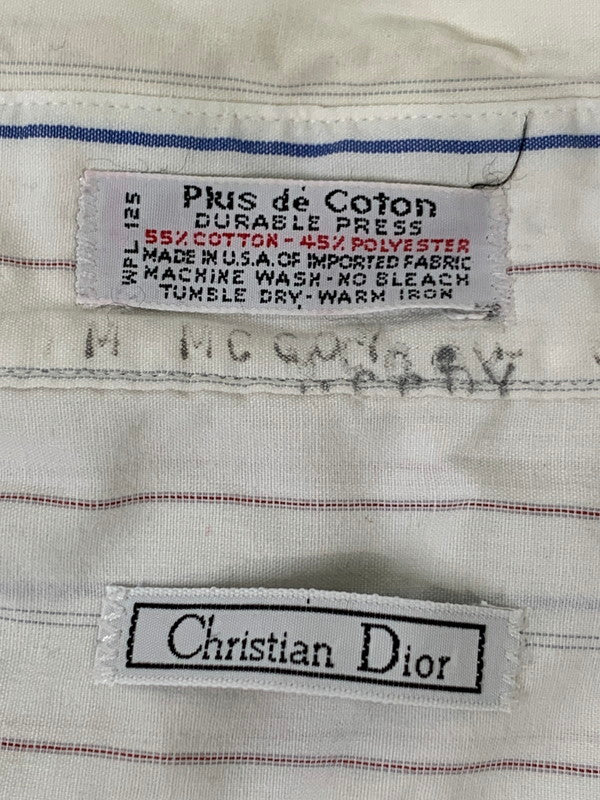 WPL 125
Plus de Coton
DURABLE PRESS
55% COTTON - 45% POLYESTER
MADE IN U.S.A. OF IMPORTED FABRIC
MACHINE WASH - NO BLEACH
TUMBLE DRY - WARM IRON
M MC
Christian Dior